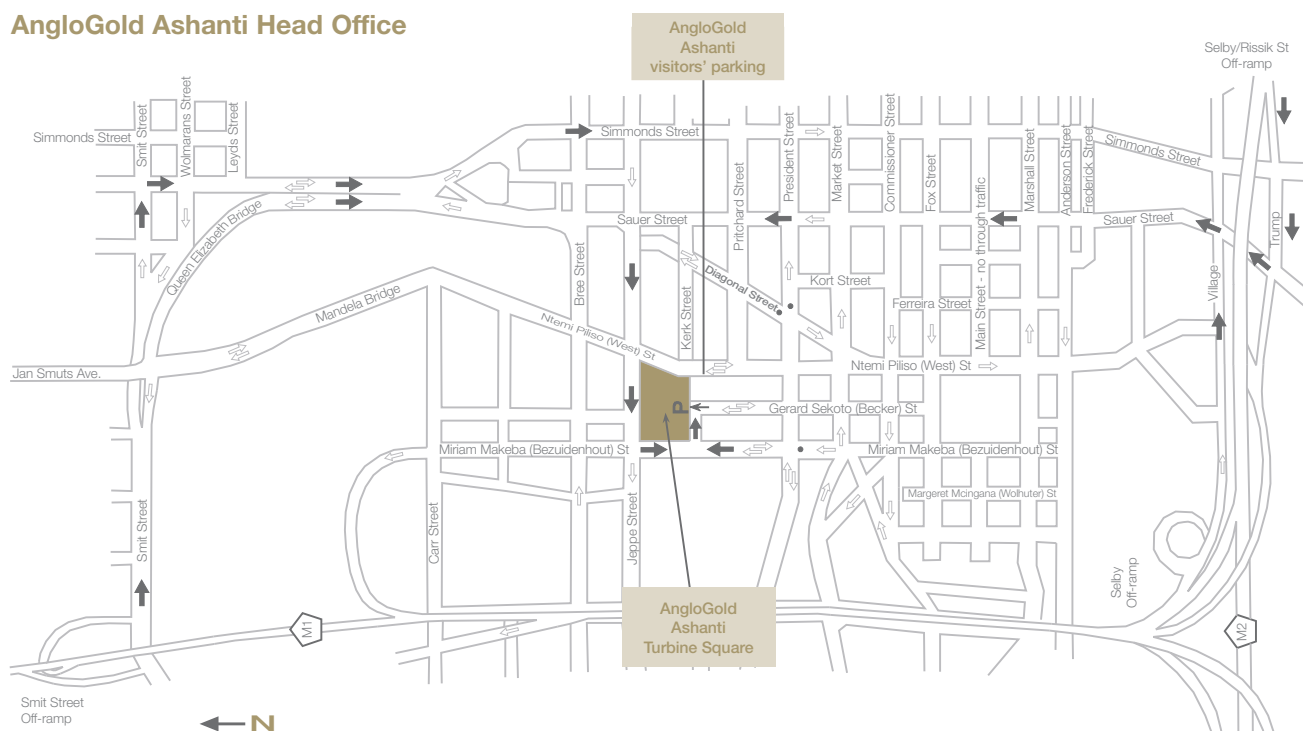 AngloGold Ashanti Head Office
AngloGold
Ashanti
visitors' parking
Selby/Rissik St
Off-ramp
Simmonds Street
Smit Street
Wolmarans Street
Leyds Street
Simmonds Street
President Street
Market Street
Commissioner Street
Fox Street
Marshall Street
Anderson Street
Frederick Street
Simmonds Street
Pritchard Street
Sauer Street
Sauer Street
Trump
Village
Queen Elizabeth Bridge
Mandela Bridge
Bree Street
Kerk Street
Diagonal Street
Kort Street
Ferreira Street
Main Street - no through traffic
Ntemi Piliso (West) St
Ntemi Piliso (West) St
Jan Smuts Ave.
P
Gerard Sekoto (Becker) St
Miriam Makeba (Bezuidenhout) St
Miriam Makeba (Bezuidenhout) St
Margeret Mcingana (Wolhuter) St
Smit Street
Carr Street
Jeppe Street
Selby
Off-ramp
AngloGold
Ashanti
Turbine Square
M1
M2
Smit Street
Off-ramp
N